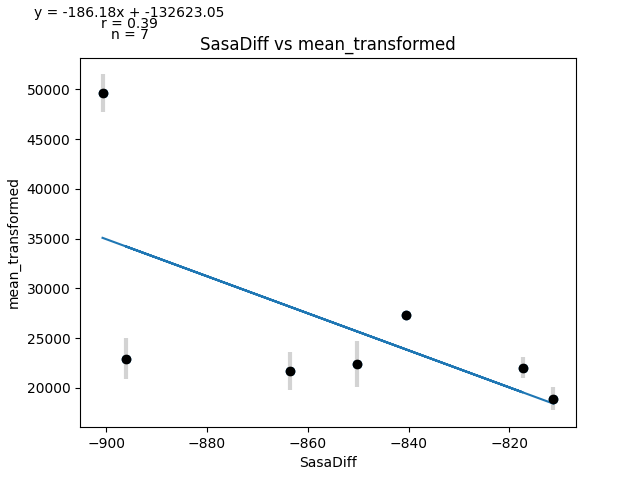 y = -186.18x + -132623.05
r = 0.39
n = 7
SasaDiff vs mean_transformed
50000
45000
40000
35000
30000
25000
20000
mean_transformed
−900 −880 −860 −840 −820
SasaDiff